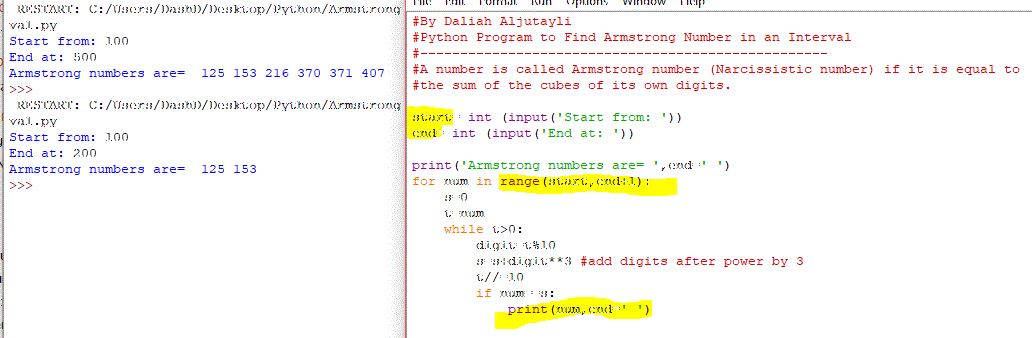 RESTART: C:/Users/DashD/Desktop/Python/Armstrong
val.py
Start from: 100
End at: 500
Armstrong numbers are=  125 153 216 370 371 407
>>>
RESTART: C:/Users/DashD/Desktop/Python/Armstrong
val.py
Start from: 100
End at: 200
Armstrong numbers are=  125 153
>>>
File Edit Format Run Options Window Help
#By Daliah Aljutayli
#Python Program to Find Armstrong Number in an Interval
#---------------------------------------------------
#A number is called Armstrong number (Narcissistic number) if it is equal to
#the sum of the cubes of its own digits.
start= int (input('Start from: '))
end= int (input('End at: '))
print('Armstrong numbers are= ',end=' ')
for num in range(start,end+1):
    s=0
    t=num
    while t>0:
        digit=t%10
        s=s+digit**3 #add digits after power by 3
        t//=10
        if num==s:
            print(num,end=' ')